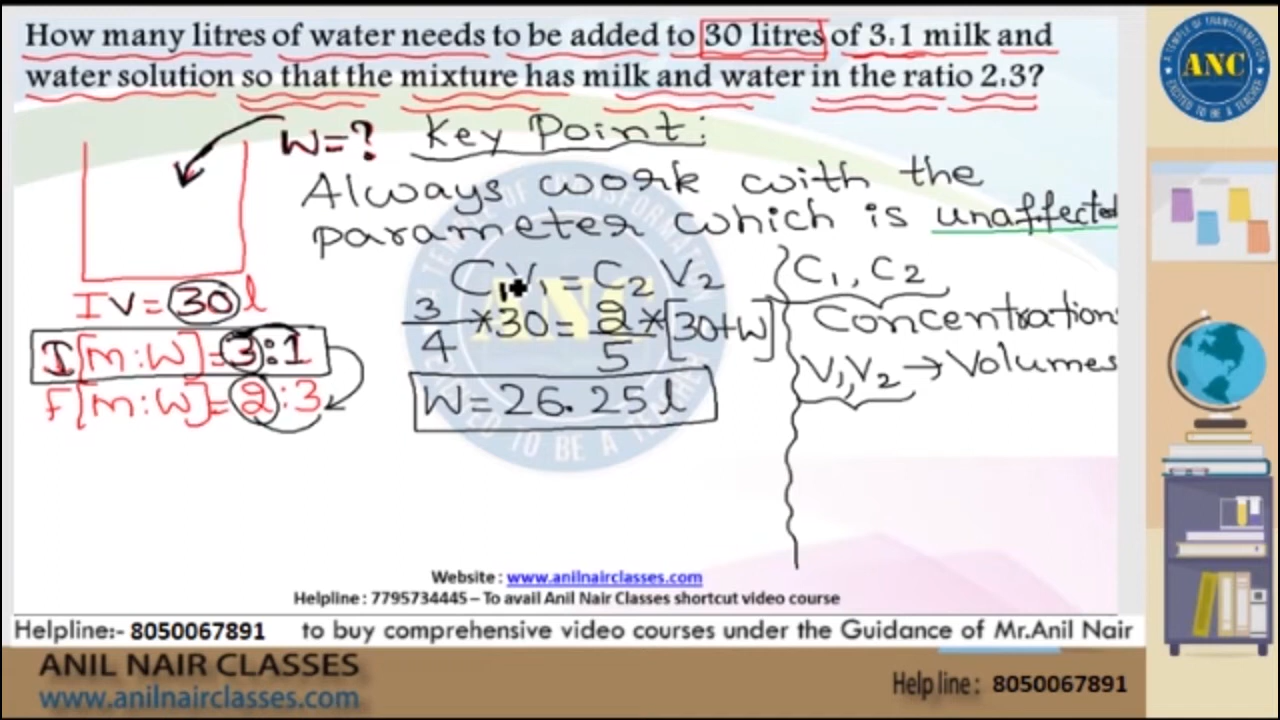 How many litres of water needs to be added to 30 litres of 3:1 milk and
water solution so that the mixture has milk and water in the ratio 2:3?
ANC
W=? Key Point:
Always work with the
parameter which is unaffected
C1V1 = C2 V2
3/4 * 30 = 2/5 * [30+W]
W = 26.25 l
C1, C2
Concentration
V1, V2 → Volumes
IV = 30 l
I [M:W] = 3:1
F [M:W] = 2:3
Website : www.anilnairclasses.com
Helpline : 7795734445 – To avail Anil Nair Classes shortcut video course
Helpline:- 8050067891 to buy comprehensive video courses under the Guidance of Mr.Anil Nair
ANIL NAIR CLASSES
www.anilnairclasses.com
Help line : 8050067891